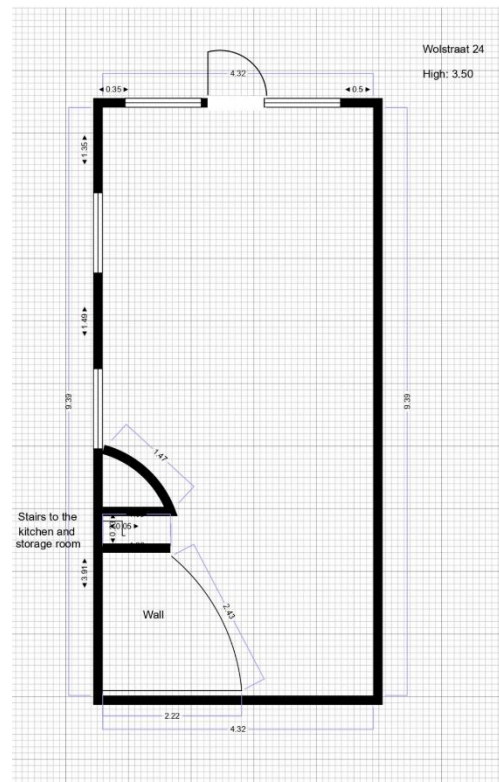 Wolstraat 24
High: 3.50
4.32
0.35
0.5
1.35
1.49
9.39
9.39
1.47
Stairs to the
kitchen and
storage room
0.05
3.91
Wall
2.43
2.22
4.32